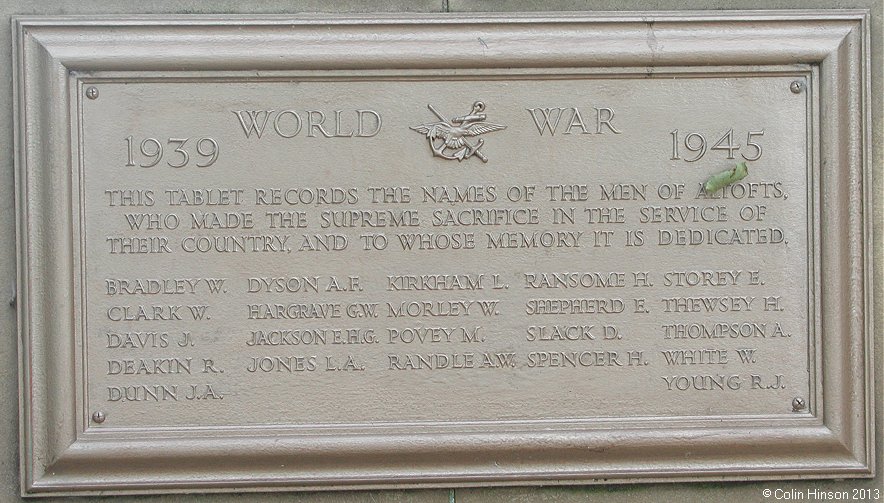 WORLD WAR
1939 1945
THIS TABLET RECORDS THE NAMES OF THE MEN OF ALTOFTS,
WHO MADE THE SUPREME SACRIFICE IN THE SERVICE OF
THEIR COUNTRY, AND TO WHOSE MEMORY IT IS DEDICATED.
BRADLEY W. DYSON A.F. KIRKHAM L. RANSOME H. STOREY E.
CLARK W. HARGRAVE G.W. MORLEY W. SHEPHERD E. THEWSEY H.
DAVIS J. JACKSON E.H.G. POVEY M. SLACK D. THOMPSON A.
DEAKIN R. JONES L.A. RANDLE A.W. SPENCER H. WHITE W.
DUNN J.A. YOUNG R.J.
© Colin Hinson 2013